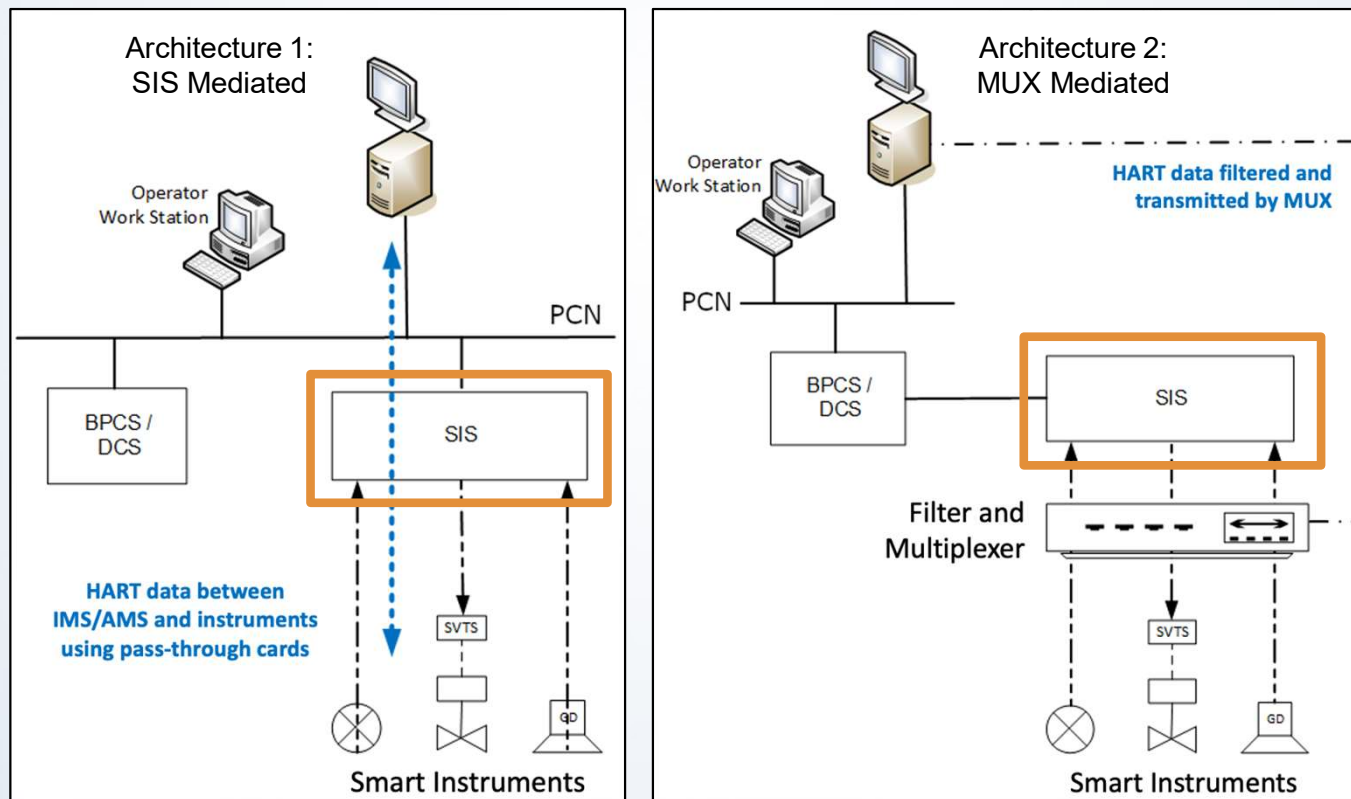 Architecture 1:
SIS Mediated
Operator
Work Station
PCN
BPCS /
DCS
SIS
HART data between
IMS/AMS and instruments
using pass-through cards
SVTS
GD
Smart Instruments
Architecture 2:
MUX Mediated
Operator
Work Station
HART data filtered and
transmitted by MUX
PCN
BPCS /
DCS
SIS
Filter and
Multiplexer
SVTS
GD
Smart Instruments